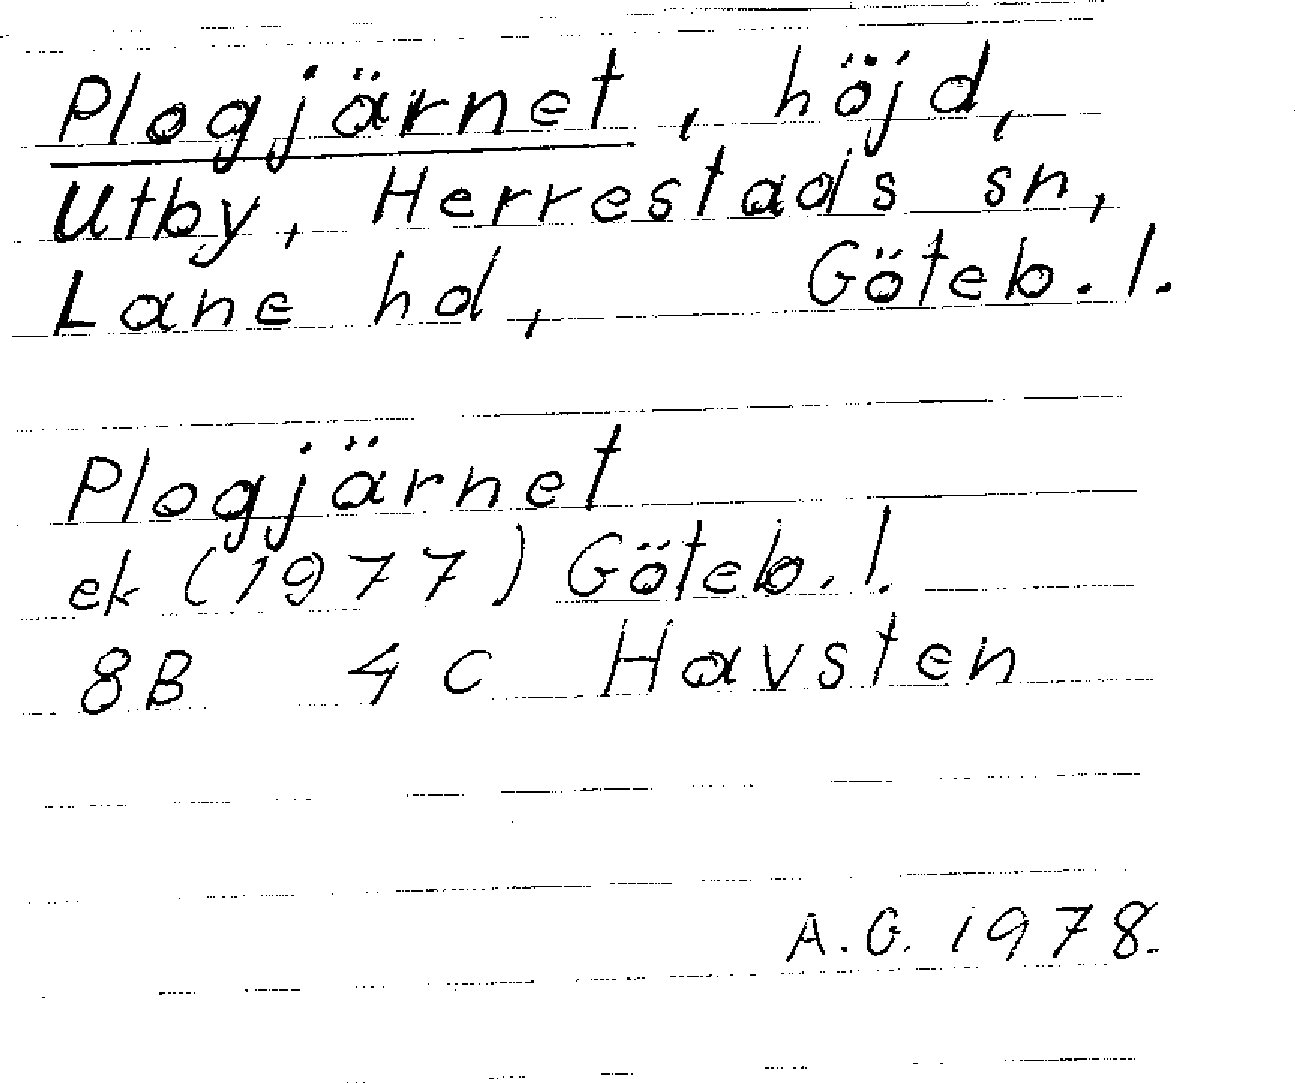 Plogjärnet, höjd,
Utby, Herrestads sn,
Lane hd, Göteb. l.
Plogjärnet
ek (1977) Göteb. l.
8B 4C Havsten
A.G. 1978.